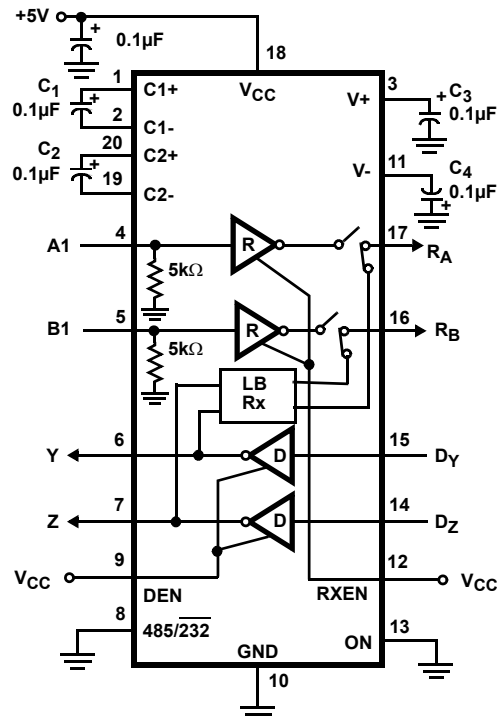 +5V
+
0.1µF
18
1
C1+
VCC
V+
3
C1
0.1µF
+
2
C1-
+
C3
0.1µF
20
C2+
C2
0.1µF
+
19
C2-
V-
11
C4
0.1µF
+
A1
4
R
17
RA
5kΩ
B1
5
R
16
RB
5kΩ
LB
Rx
Y
6
D
15
DY
Z
7
D
14
DZ
VCC
9
DEN
RXEN
12
VCC
8
485/232
ON
13
GND
10